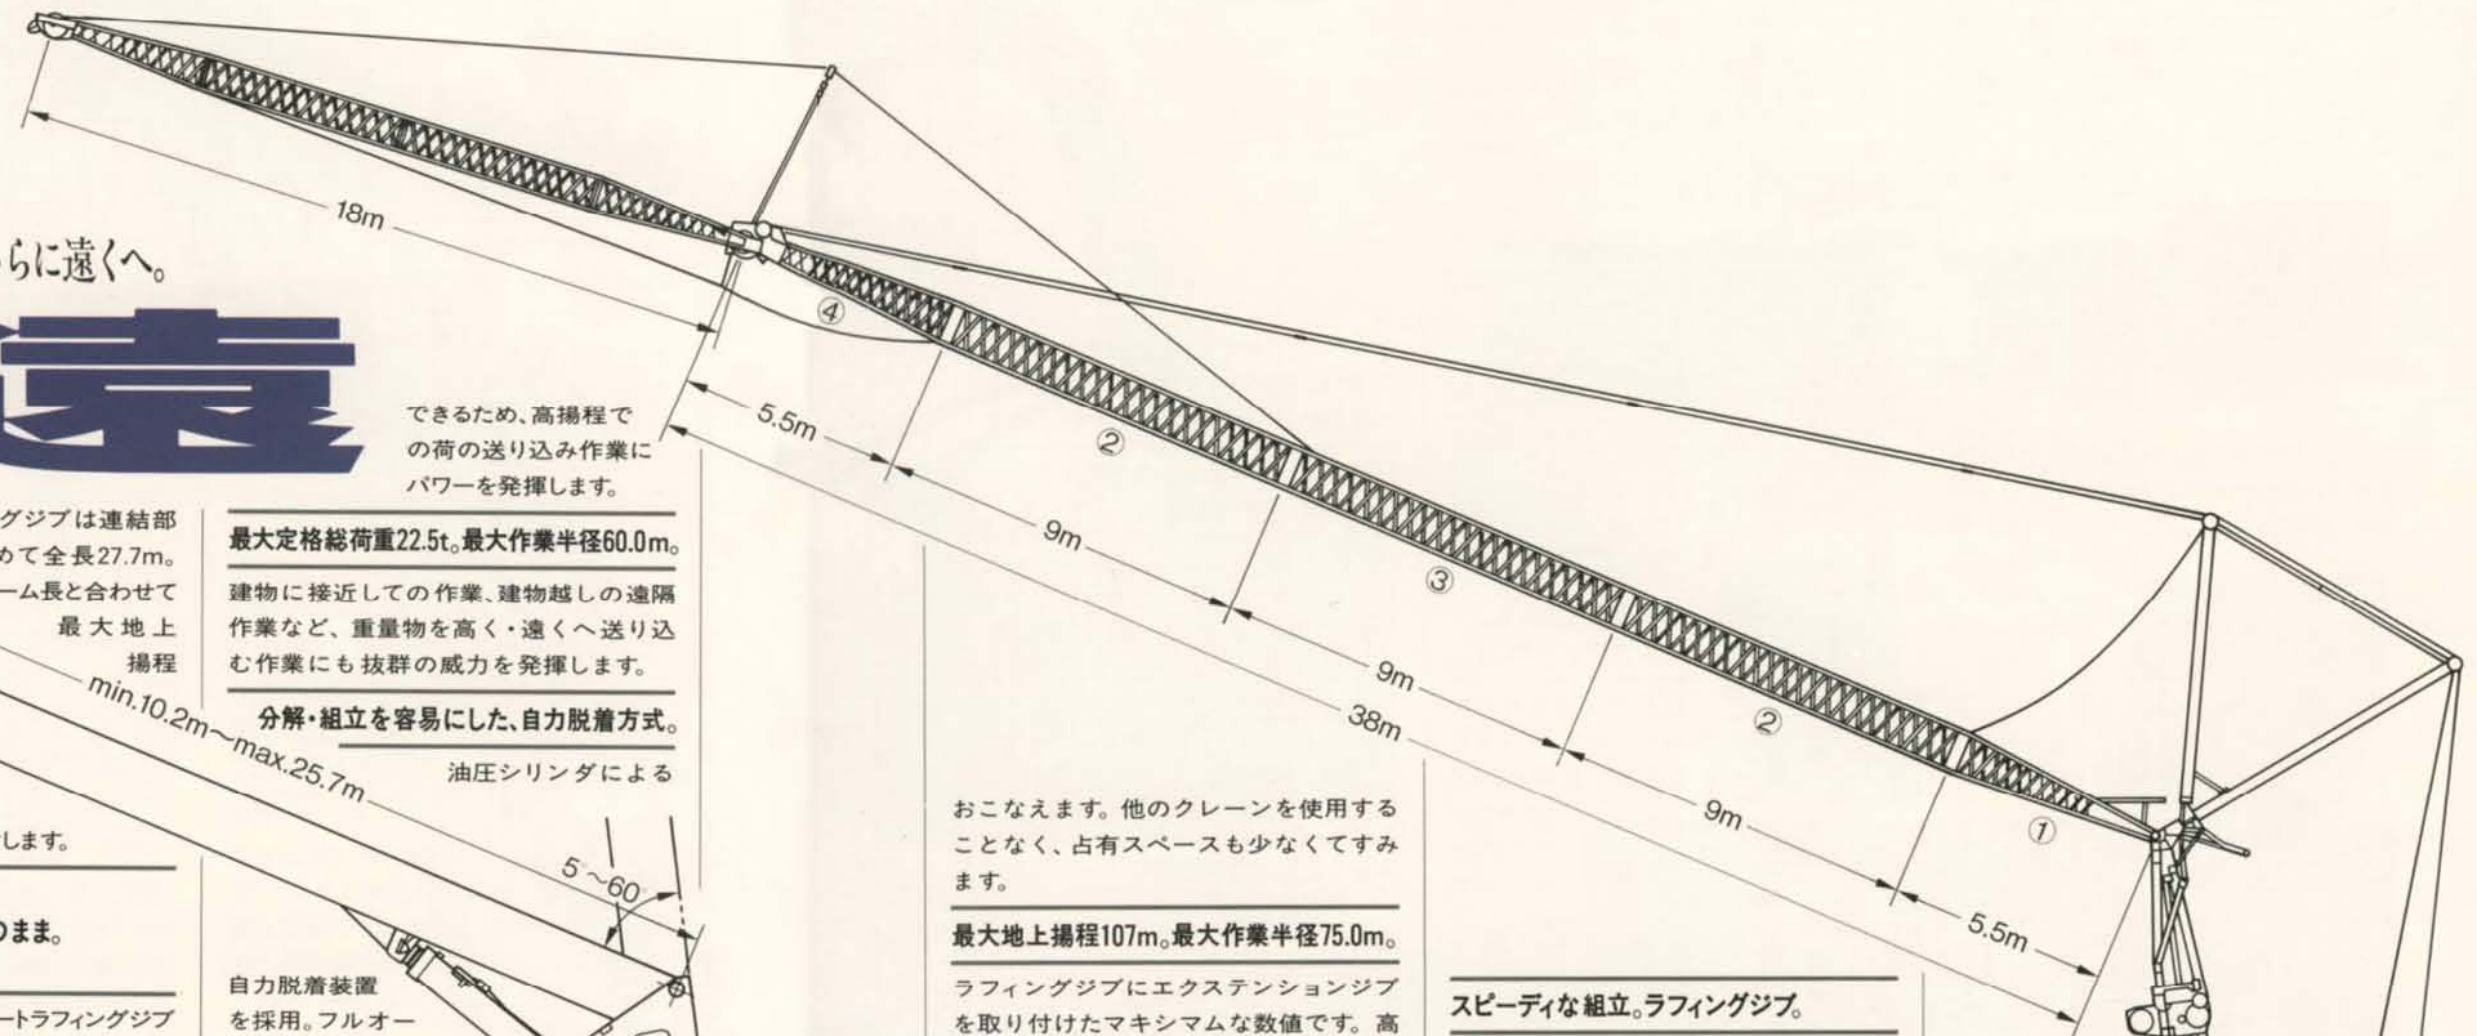 18m
らに遠くへ。
遠
④
5.5m
②
9m
③
9m
38m
②
9m
①
5.5m
できるため、高揚程で
の荷の送り込み作業に
パワーを発揮します。
グジブは連結部
めて全長27.7m。
ーム長と合わせて
最大地上
揚程
min.10.2m～max.25.7m
します。
のまま。
ートラフィングジブ
最大定格総荷重22.5t。最大作業半径60.0m。
建物に接近しての作業、建物越しの遠隔
作業など、重量物を高く・遠くへ送り込
む作業にも抜群の威力を発揮します。
分解・組立を容易にした、自力脱着方式。
油圧シリンダによる
5°～60°
自力脱着装置
を採用。フルオー
おこなえます。他のクレーンを使用する
ことなく、占有スペースも少なくてすみ
ます。
最大地上揚程107m。最大作業半径75.0m。
ラフィングジブにエクステンションジブ
を取り付けたマキシマムな数値です。高
スピーディな組立。ラフィングジブ。